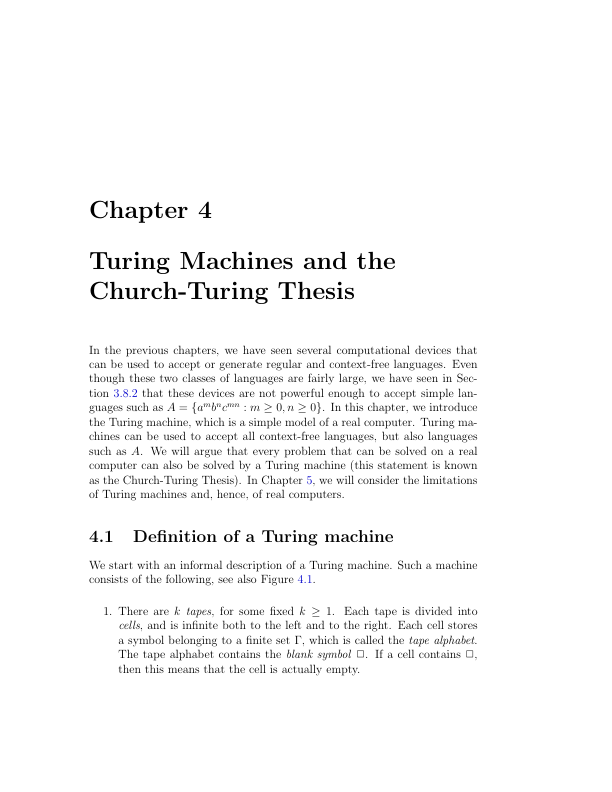 Chapter 4
Turing Machines and the
Church-Turing Thesis
In the previous chapters, we have seen several computational devices that
can be used to accept or generate regular and context-free languages. Even
though these two classes of languages are fairly large, we have seen in Sec-
tion 3.8.2 that these devices are not powerful enough to accept simple lan-
guages such as A = {aᵐbⁿcᵐⁿ : m ≥ 0, n ≥ 0}. In this chapter, we introduce
the Turing machine, which is a simple model of a real computer. Turing ma-
chines can be used to accept all context-free languages, but also languages
such as A. We will argue that every problem that can be solved on a real
computer can also be solved by a Turing machine (this statement is known
as the Church-Turing Thesis). In Chapter 5, we will consider the limitations
of Turing machines and, hence, of real computers.
4.1 Definition of a Turing machine
We start with an informal description of a Turing machine. Such a machine
consists of the following, see also Figure 4.1.
1. There are k tapes, for some fixed k ≥ 1. Each tape is divided into
cells, and is infinite both to the left and to the right. Each cell stores
a symbol belonging to a finite set Γ, which is called the tape alphabet.
The tape alphabet contains the blank symbol □. If a cell contains □,
then this means that the cell is actually empty.